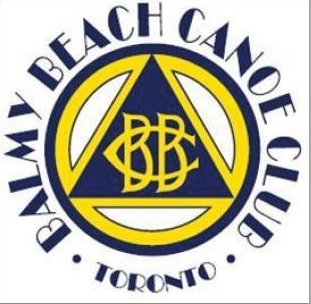 BALMY BEACH CANOE CLUB
BBCC
• TORONTO •